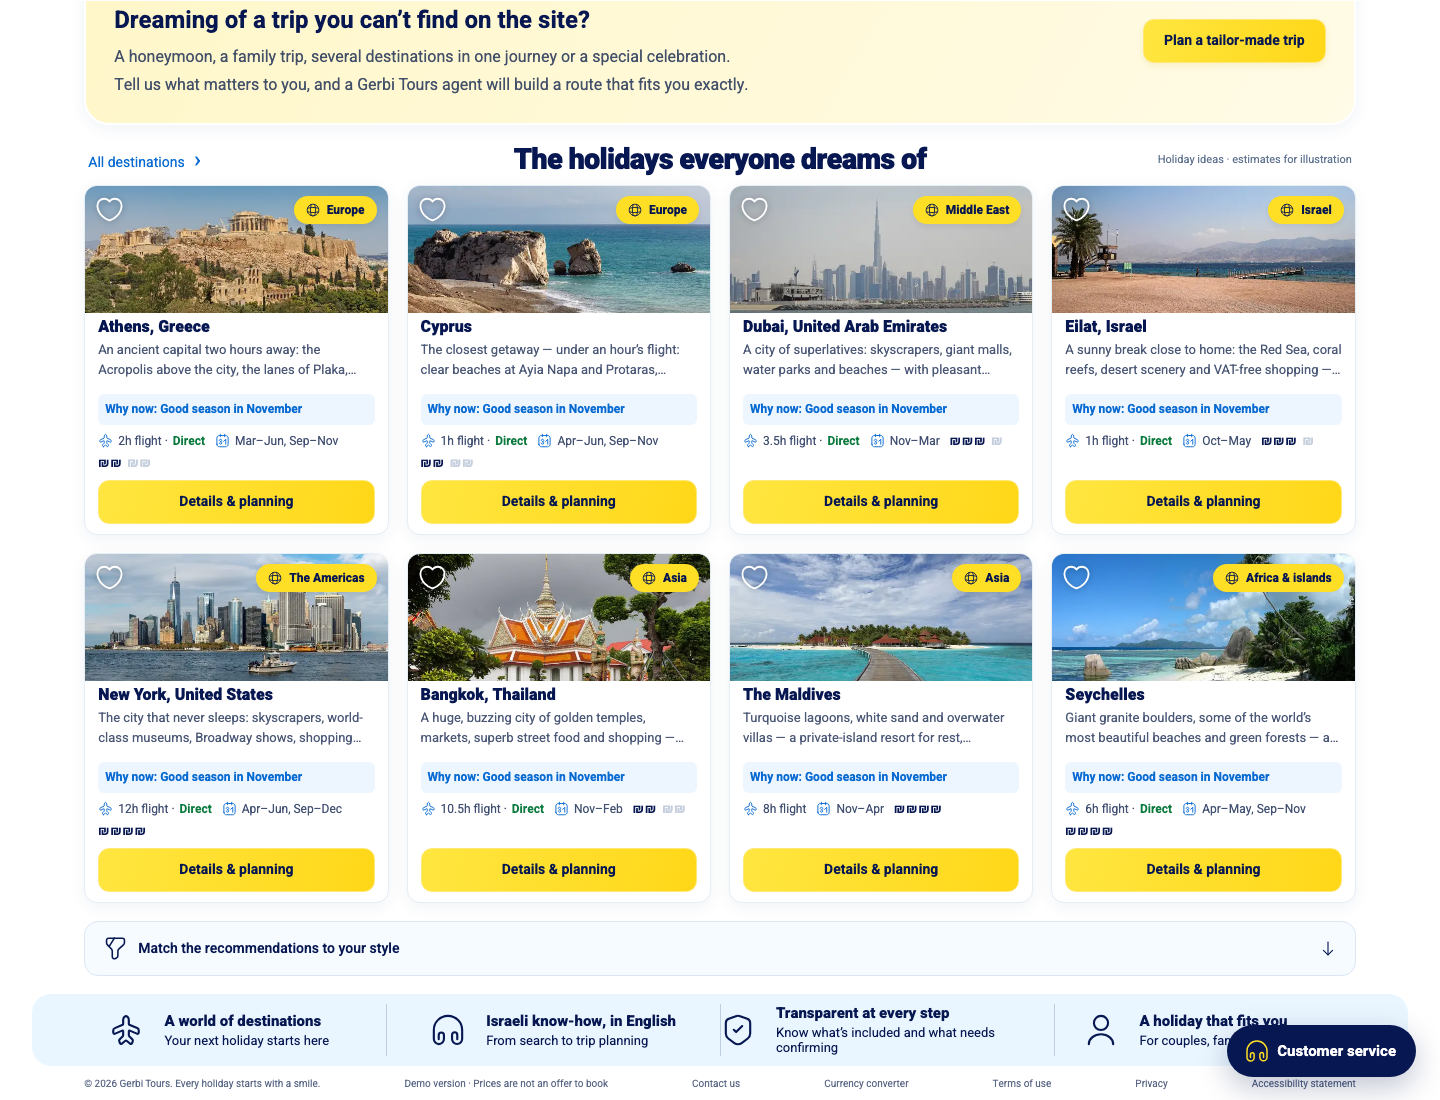 Dreaming of a trip you can't find on the site?
A honeymoon, a family trip, several destinations in one journey or a special celebration.
Tell us what matters to you, and a Gerbi Tours agent will build a route that fits you exactly.
Plan a tailor-made trip
All destinations
The holidays everyone dreams of
Holiday ideas · estimates for illustration
Europe
Athens, Greece
An ancient capital two hours away: the
Acropolis above the city, the lanes of Plaka,…
Why now: Good season in November
2h flight · Direct Mar–Jun, Sep–Nov
₪₪ ₪₪
Details & planning
Europe
Cyprus
The closest getaway — under an hour's flight:
clear beaches at Ayia Napa and Protaras,…
Why now: Good season in November
1h flight · Direct Apr–Jun, Sep–Nov
₪₪ ₪₪
Details & planning
Middle East
Dubai, United Arab Emirates
A city of superlatives: skyscrapers, giant malls,
water parks and beaches — with pleasant…
Why now: Good season in November
3.5h flight · Direct Nov–Mar ₪₪₪ ₪
Details & planning
Israel
Eilat, Israel
A sunny break close to home: the Red Sea, coral
reefs, desert scenery and VAT-free shopping —…
Why now: Good season in November
1h flight · Direct Oct–May ₪₪₪ ₪
Details & planning
The Americas
New York, United States
The city that never sleeps: skyscrapers, world-
class museums, Broadway shows, shopping…
Why now: Good season in November
12h flight · Direct Apr–Jun, Sep–Dec
₪₪₪₪
Details & planning
Asia
Bangkok, Thailand
A huge, buzzing city of golden temples,
markets, superb street food and shopping —…
Why now: Good season in November
10.5h flight · Direct Nov–Feb ₪₪ ₪₪
Details & planning
Asia
The Maldives
Turquoise lagoons, white sand and overwater
villas — a private-island resort for rest,…
Why now: Good season in November
8h flight Nov–Apr ₪₪₪₪
Details & planning
Africa & islands
Seychelles
Giant granite boulders, some of the world's
most beautiful beaches and green forests — a…
Why now: Good season in November
6h flight · Direct Apr–May, Sep–Nov
₪₪₪₪
Details & planning
Match the recommendations to your style
A world of destinations
Your next holiday starts here
Israeli know-how, in English
From search to trip planning
Transparent at every step
Know what's included and what needs
confirming
A holiday that fits you
For couples,
Customer service
© 2026 Gerbi Tours. Every holiday starts with a smile.
Demo version · Prices are not an offer to book
Contact us
Currency converter
Terms of use
Privacy
Accessibility statement